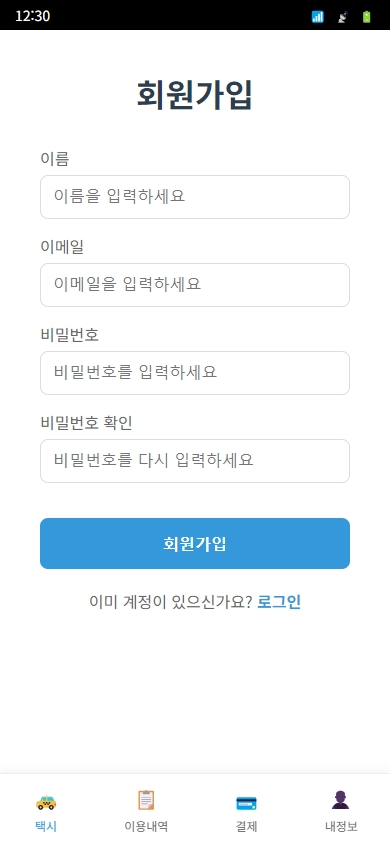 12:30
회원가입
이름
이름을 입력하세요
이메일
이메일을 입력하세요
비밀번호
비밀번호를 입력하세요
비밀번호 확인
비밀번호를 다시 입력하세요
회원가입
이미 계정이 있으신가요? 로그인
택시 이용내역 결제 내정보